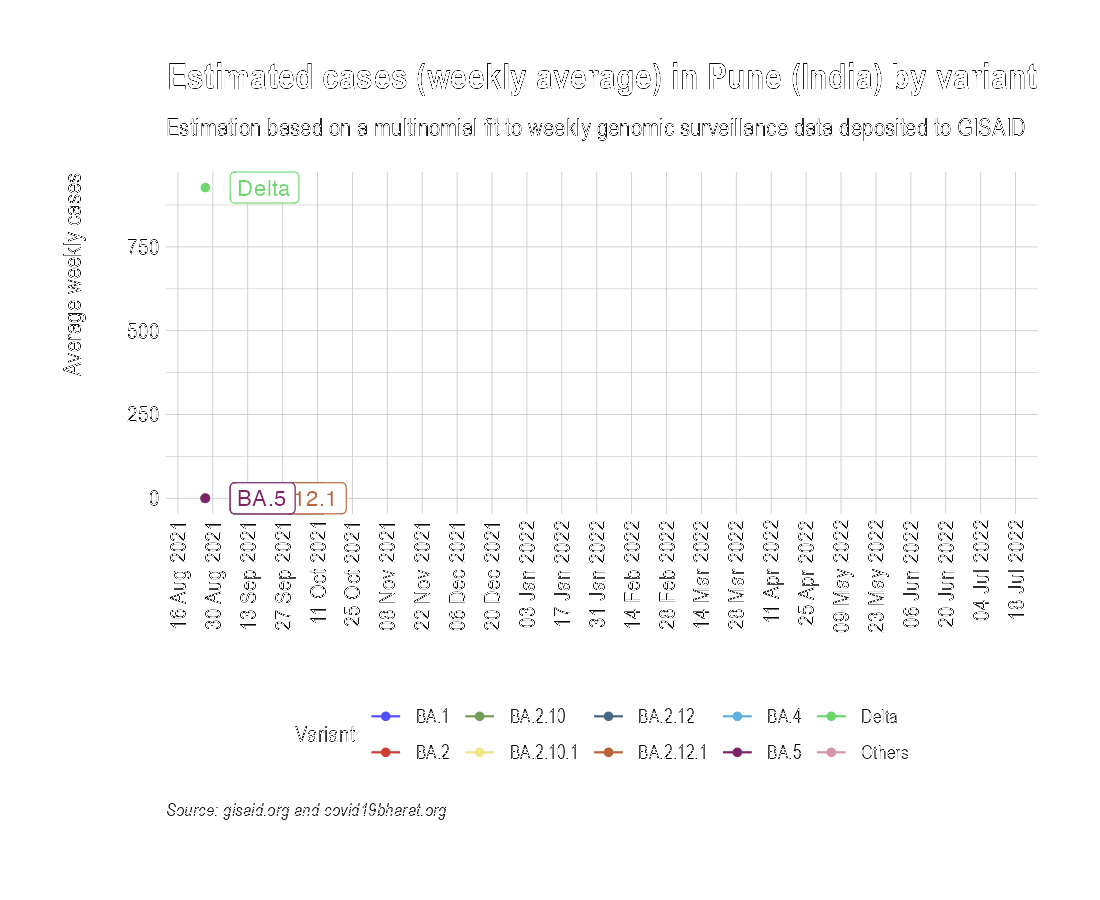 Estimated cases (weekly average) in Pune (India) by variant
Estimation based on a multinomial fit to weekly genomic surveillance data deposited to GISAID
Average weekly cases
750
500
250
0
Delta
BA.5
12.1
16 Aug 2021
30 Aug 2021
13 Sep 2021
27 Sep 2021
11 Oct 2021
25 Oct 2021
08 Nov 2021
22 Nov 2021
06 Dec 2021
20 Dec 2021
03 Jan 2022
17 Jan 2022
31 Jan 2022
14 Feb 2022
28 Feb 2022
14 Mar 2022
28 Mar 2022
11 Apr 2022
25 Apr 2022
09 May 2022
23 May 2022
06 Jun 2022
20 Jun 2022
04 Jul 2022
18 Jul 2022
Variant
BA.1 BA.2.10 BA.2.12 BA.4 Delta
BA.2 BA.2.10.1 BA.2.12.1 BA.5 Others
Source: gisaid.org and covid19bharat.org